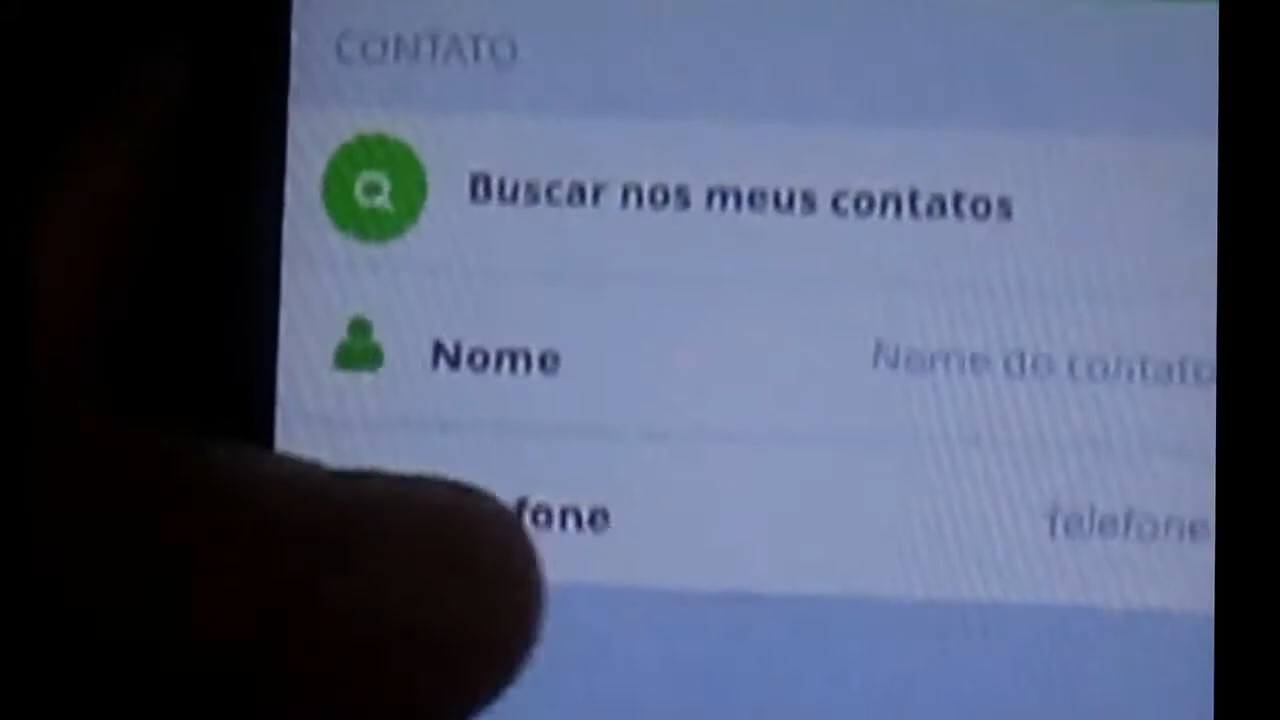 CONTATO
Buscar nos meus contatos
Nome Nome do contato
fone telefone